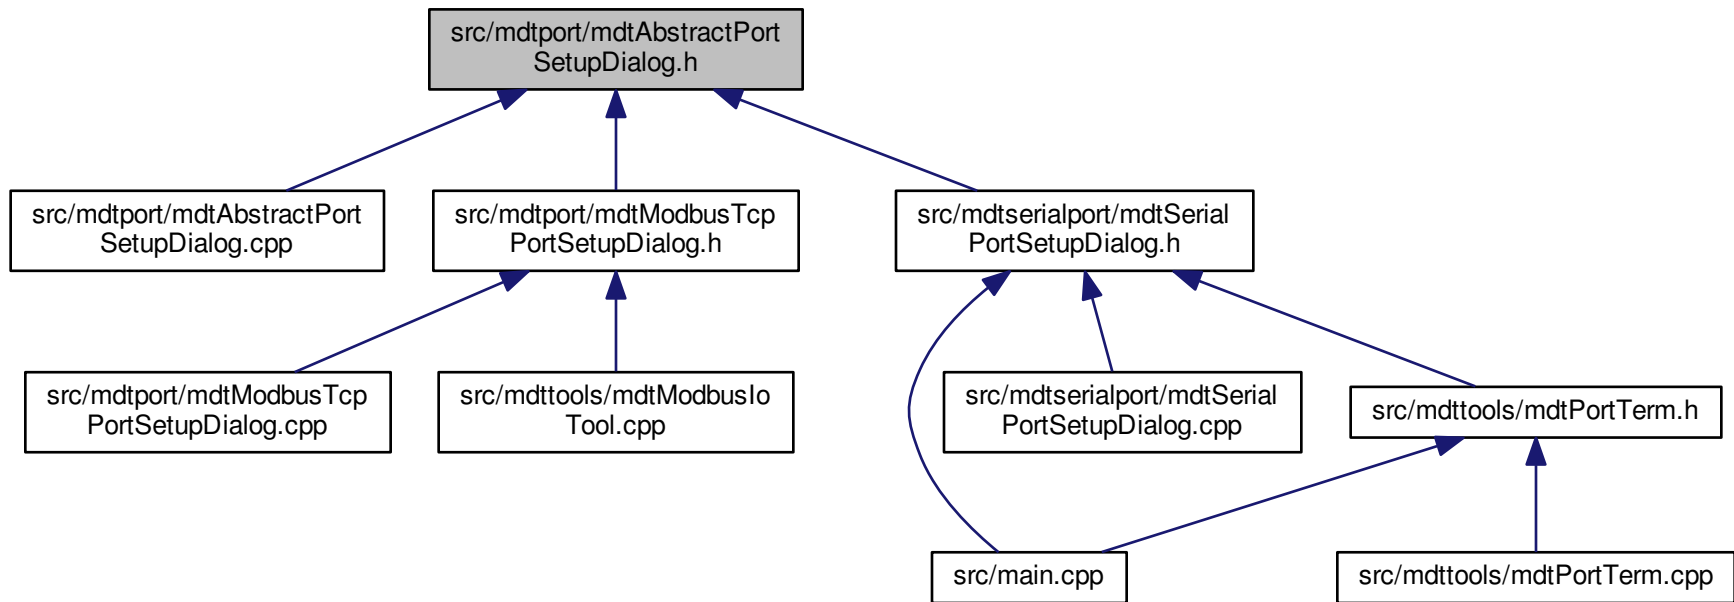 src/mdtport/mdtAbstractPort
SetupDialog.h
src/mdtport/mdtAbstractPort
SetupDialog.cpp
src/mdtport/mdtModbusTcp
PortSetupDialog.h
src/mdtserialport/mdtSerial
PortSetupDialog.h
src/mdtport/mdtModbusTcp
PortSetupDialog.cpp
src/mdttools/mdtModbusIo
Tool.cpp
src/mdtserialport/mdtSerial
PortSetupDialog.cpp
src/mdttools/mdtPortTerm.h
src/main.cpp
src/mdttools/mdtPortTerm.cpp